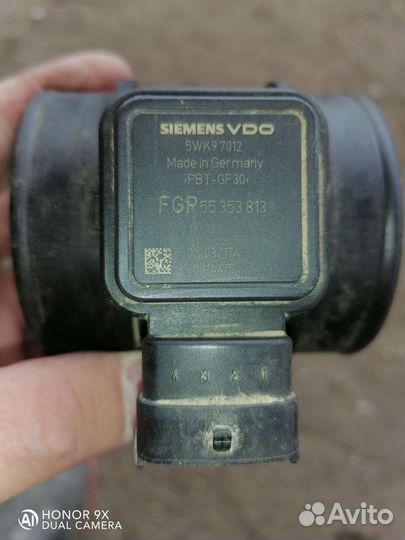 SIEMENS VDO
5WK9 7012
Made in Germany
>PBT-GF30<
FGP 55 353 813
4 3 2 1
HONOR 9X
AI DUAL CAMERA
Avito